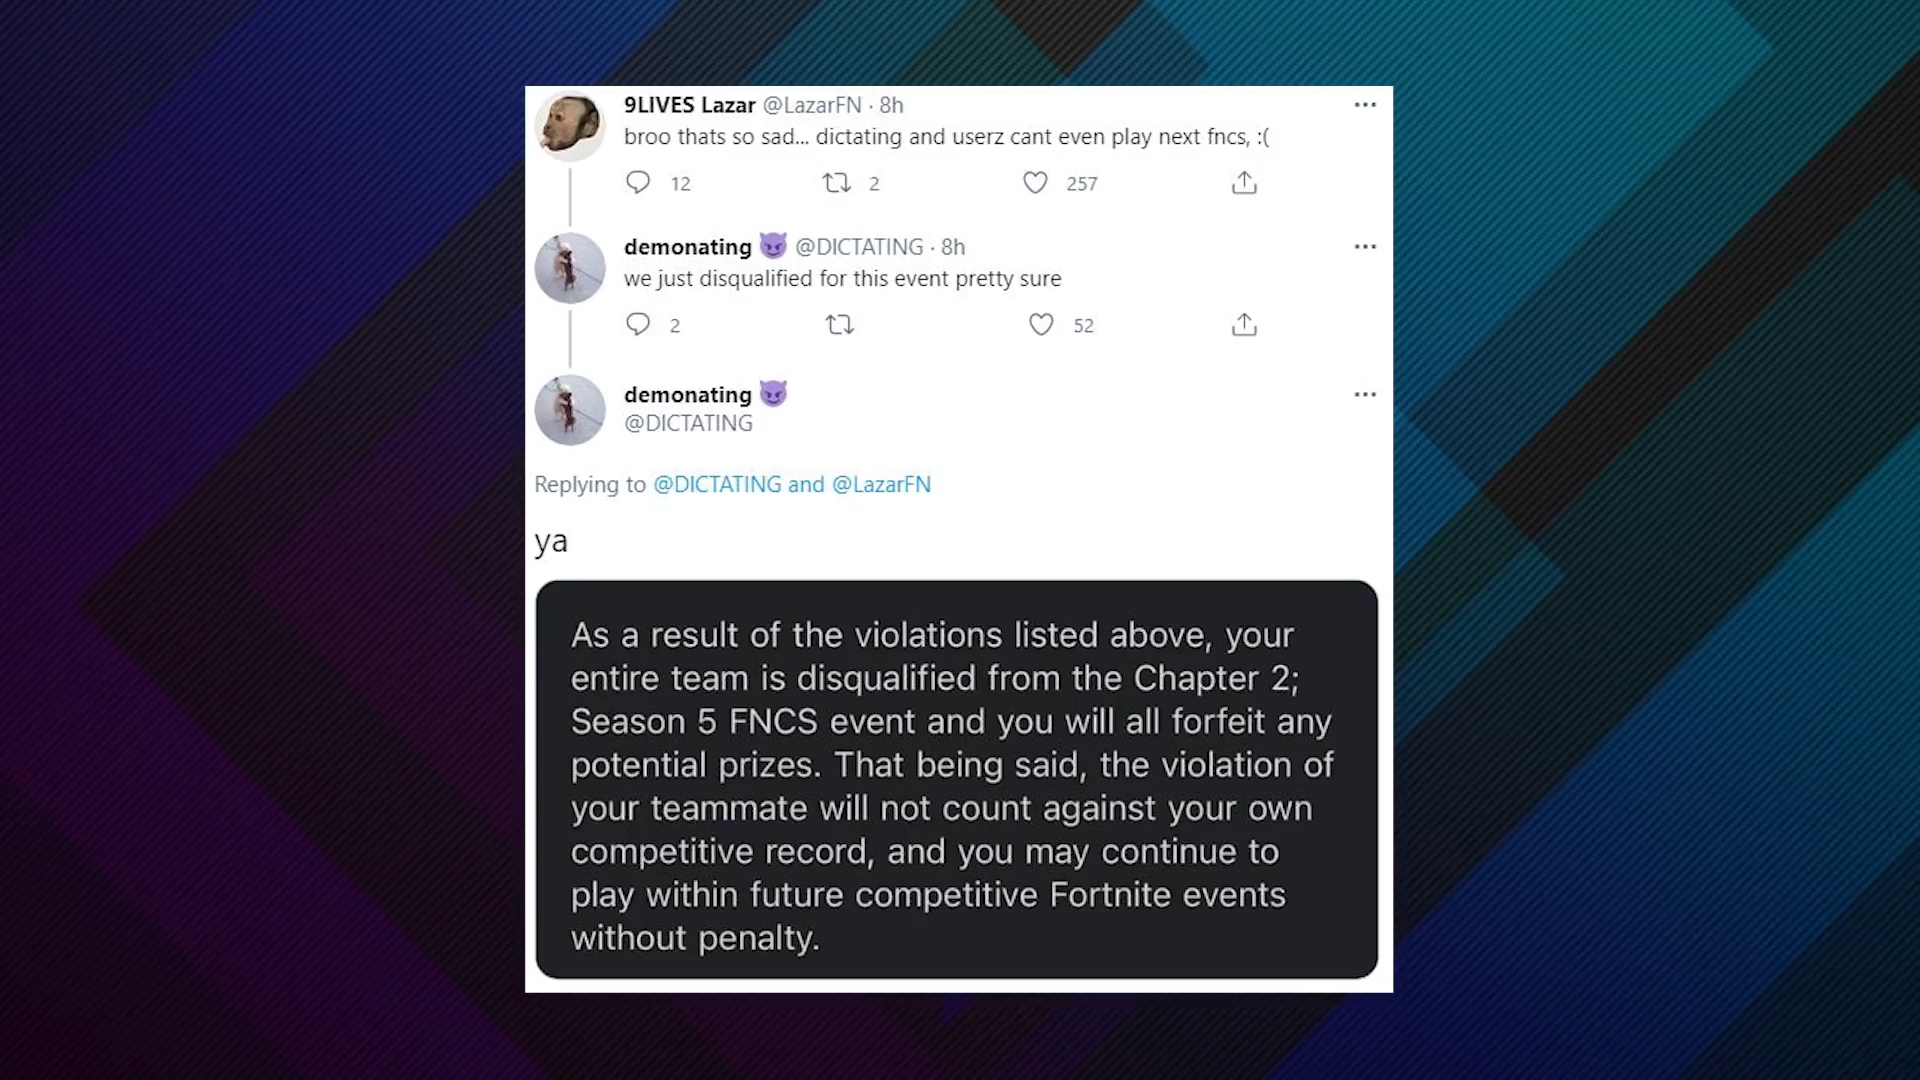 9LIVES Lazar @LazarFN · 8h
broo thats so sad... dictating and userz cant even play next fncs, :(
12 2 257
demonating 😈 @DICTATING · 8h
we just disqualified for this event pretty sure
2 52
demonating 😈
@DICTATING
Replying to @DICTATING and @LazarFN
ya
As a result of the violations listed above, your
entire team is disqualified from the Chapter 2;
Season 5 FNCS event and you will all forfeit any
potential prizes. That being said, the violation of
your teammate will not count against your own
competitive record, and you may continue to
play within future competitive Fortnite events
without penalty.